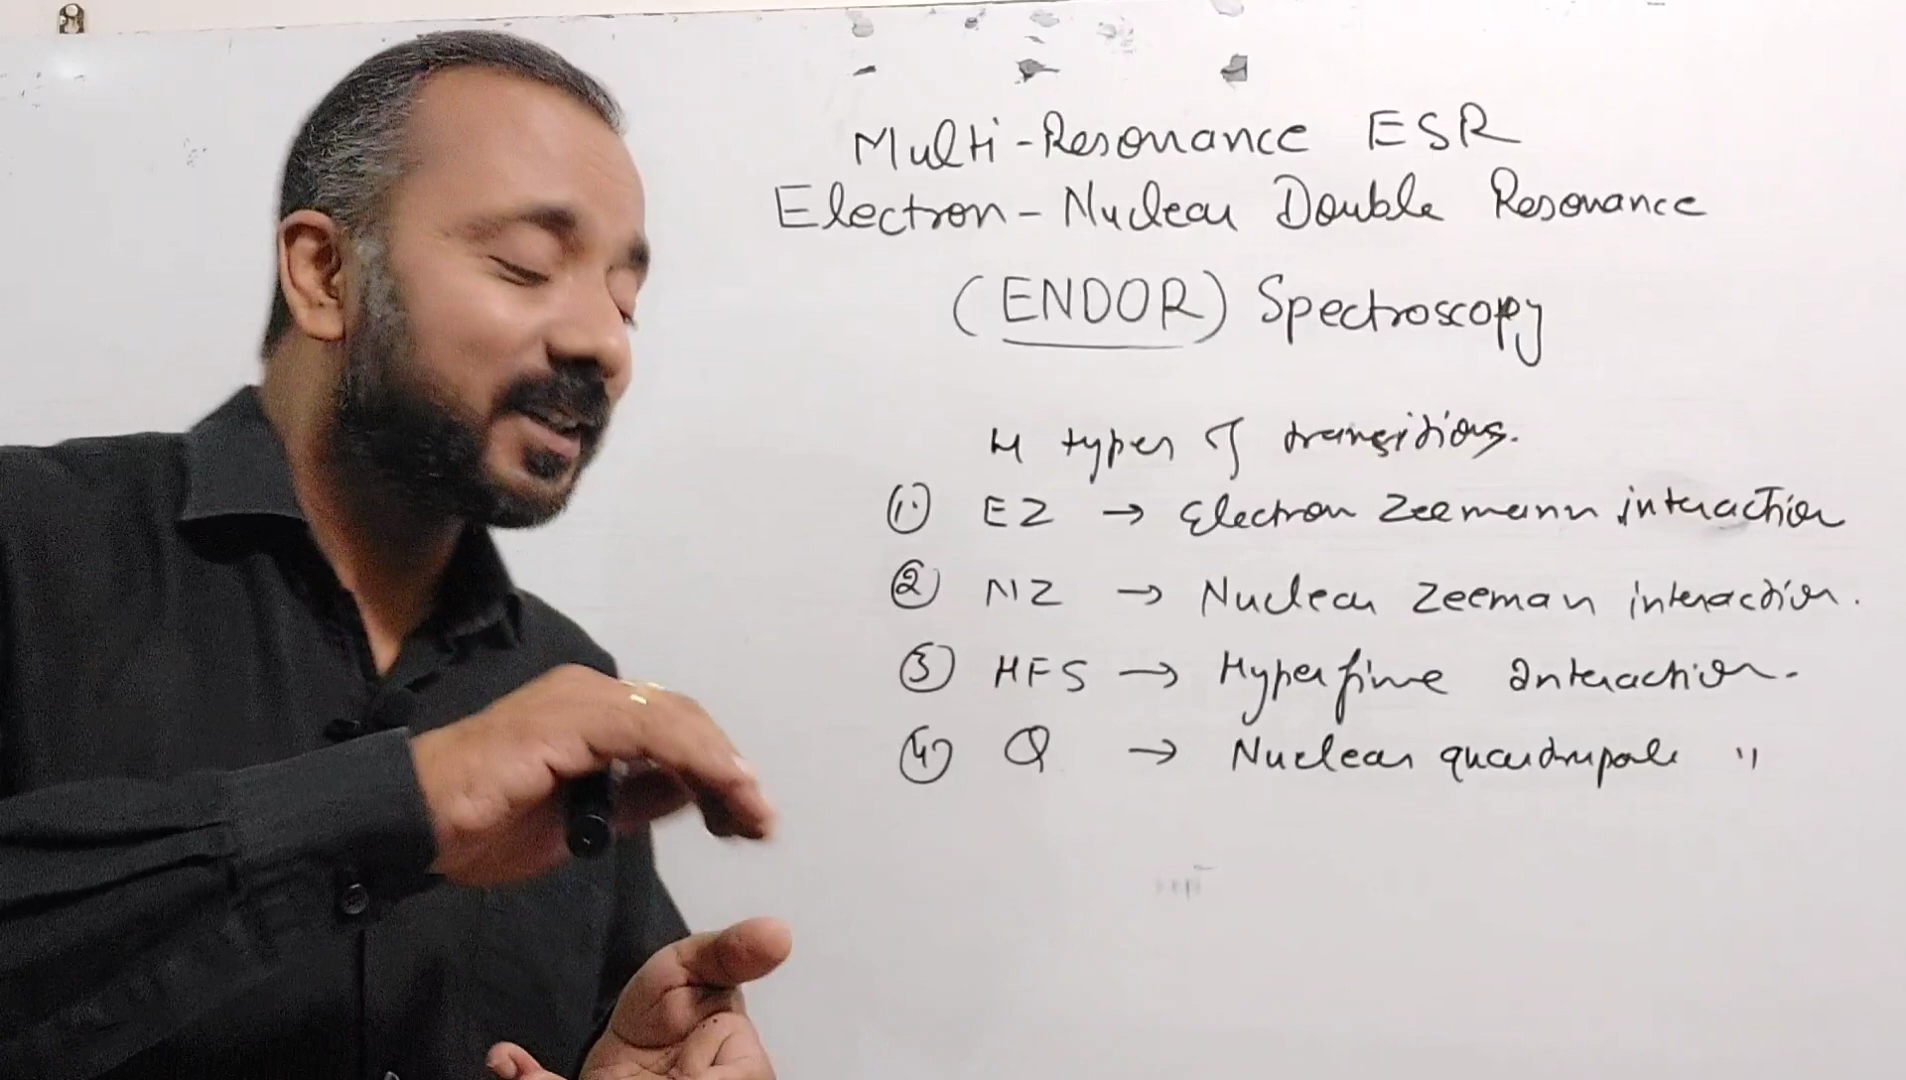 Multi-Resonance ESR
Electron-Nuclear Double Resonance
(ENDOR) Spectroscopy
4 types of transitions.
① EZ → Electron Zeemann interaction
② NZ → Nuclear Zeeman interaction.
③ HFS → Hyperfine Interaction.
④ Q → Nuclear quadrupole "